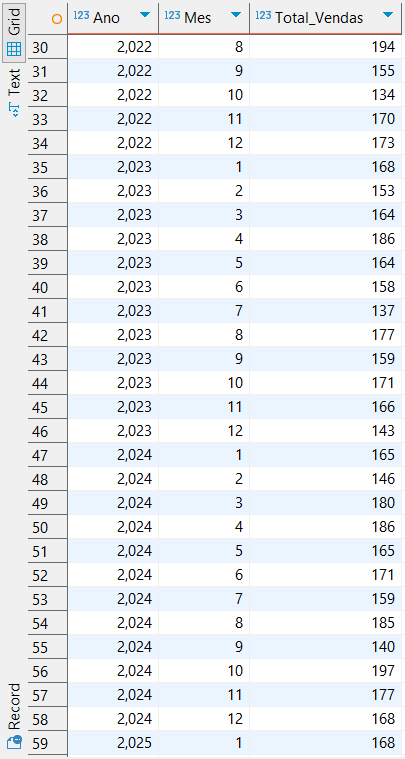 Grid
Text
Record
123 Ano 123 Mes 123 Total_Vendas
30 2,022 8 194
31 2,022 9 155
32 2,022 10 134
33 2,022 11 170
34 2,022 12 173
35 2,023 1 168
36 2,023 2 153
37 2,023 3 164
38 2,023 4 186
39 2,023 5 164
40 2,023 6 158
41 2,023 7 137
42 2,023 8 177
43 2,023 9 159
44 2,023 10 171
45 2,023 11 166
46 2,023 12 143
47 2,024 1 165
48 2,024 2 146
49 2,024 3 180
50 2,024 4 186
51 2,024 5 165
52 2,024 6 171
53 2,024 7 159
54 2,024 8 185
55 2,024 9 140
56 2,024 10 197
57 2,024 11 177
58 2,024 12 168
59 2,025 1 168